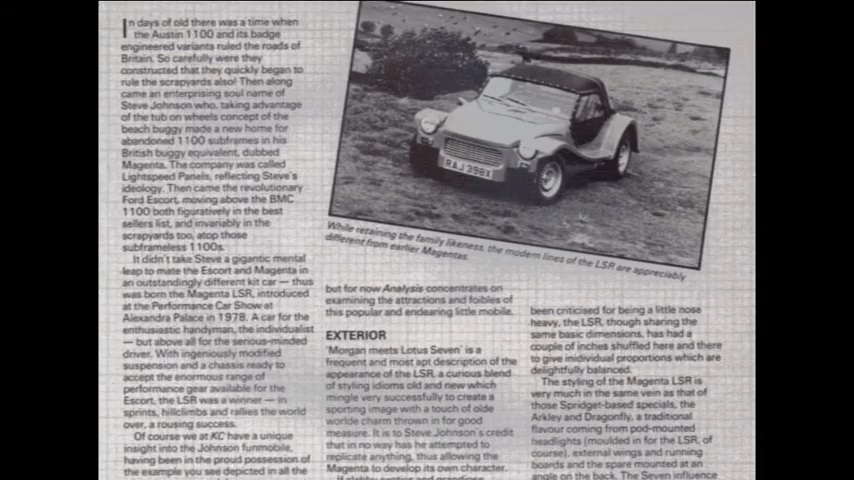 In days of old there was a time when
the Austin 1100 and its badge
engineered variants ruled the roads of
Britain. So carefully were they
constructed that they quickly began to
rule the scrapyards also! Then along
came an enterprising soul name of
Steve Johnson who, taking advantage
of the tub on wheels concept of the
beach buggy made a new home for
abandoned 1100 subframes in his
British buggy equivalent, dubbed
Magenta. The company was called
Lightspeed Panels, reflecting Steve's
ideology. Then came the revolutionary
Ford Escort, moving above the BMC
1100 both figuratively in the best
sellers list, and invariably in the
scrapyards too, atop those
subframeless 1100s.
It didn't take Steve a gigantic mental
leap to mate the Escort and Magenta in
an outstandingly different kit car — thus
was born the Magenta LSR, introduced
at the Performance Car Show at
Alexandra Palace in 1978. A car for the
enthusiastic handyman, the individualist
— but above all for the serious-minded
driver. With ingeniously modified
suspension and a chassis ready to
accept the enormous range of
performance gear available for the
Escort, the LSR was a winner — in
sprints, hillclimbs and rallies the world
over, a rousing success.
Of course we at KC have a unique
insight into the Johnson funmobile,
having been in the proud possession of
the example you see depicted in all the
RAJ 398X
While retaining the family likeness, the modern lines of the LSR are appreciably
different from earlier Magentas.
but for now Analysis concentrates on
examining the attractions and foibles of
this popular and endearing little mobile.
EXTERIOR
'Morgan meets Lotus Seven' is a
frequent and most apt description of the
appearance of the LSR, a curious blend
of styling idioms old and new which
mingle very successfully to create a
sporting image with a touch of olde
worlde charm thrown in for good
measure. It is to Steve Johnson's credit
that in no way has he attempted to
replicate anything, thus allowing the
Magenta to develop its own character.
been criticised for being a little nose
heavy, the LSR, though sharing the
same basic dimensions, has had a
couple of inches shuffled here and there
to give inidividual proportions which are
delightfully balanced.
The styling of the Magenta LSR is
very much in the same vein as that of
those Spridget-based specials, the
Arkley and Dragonfly, a traditional
flavour coming from pod-mounted
headlights (moulded in for the LSR, of
course), external wings and running
boards and the spare mounted at an
angle on the back. The Seven influence